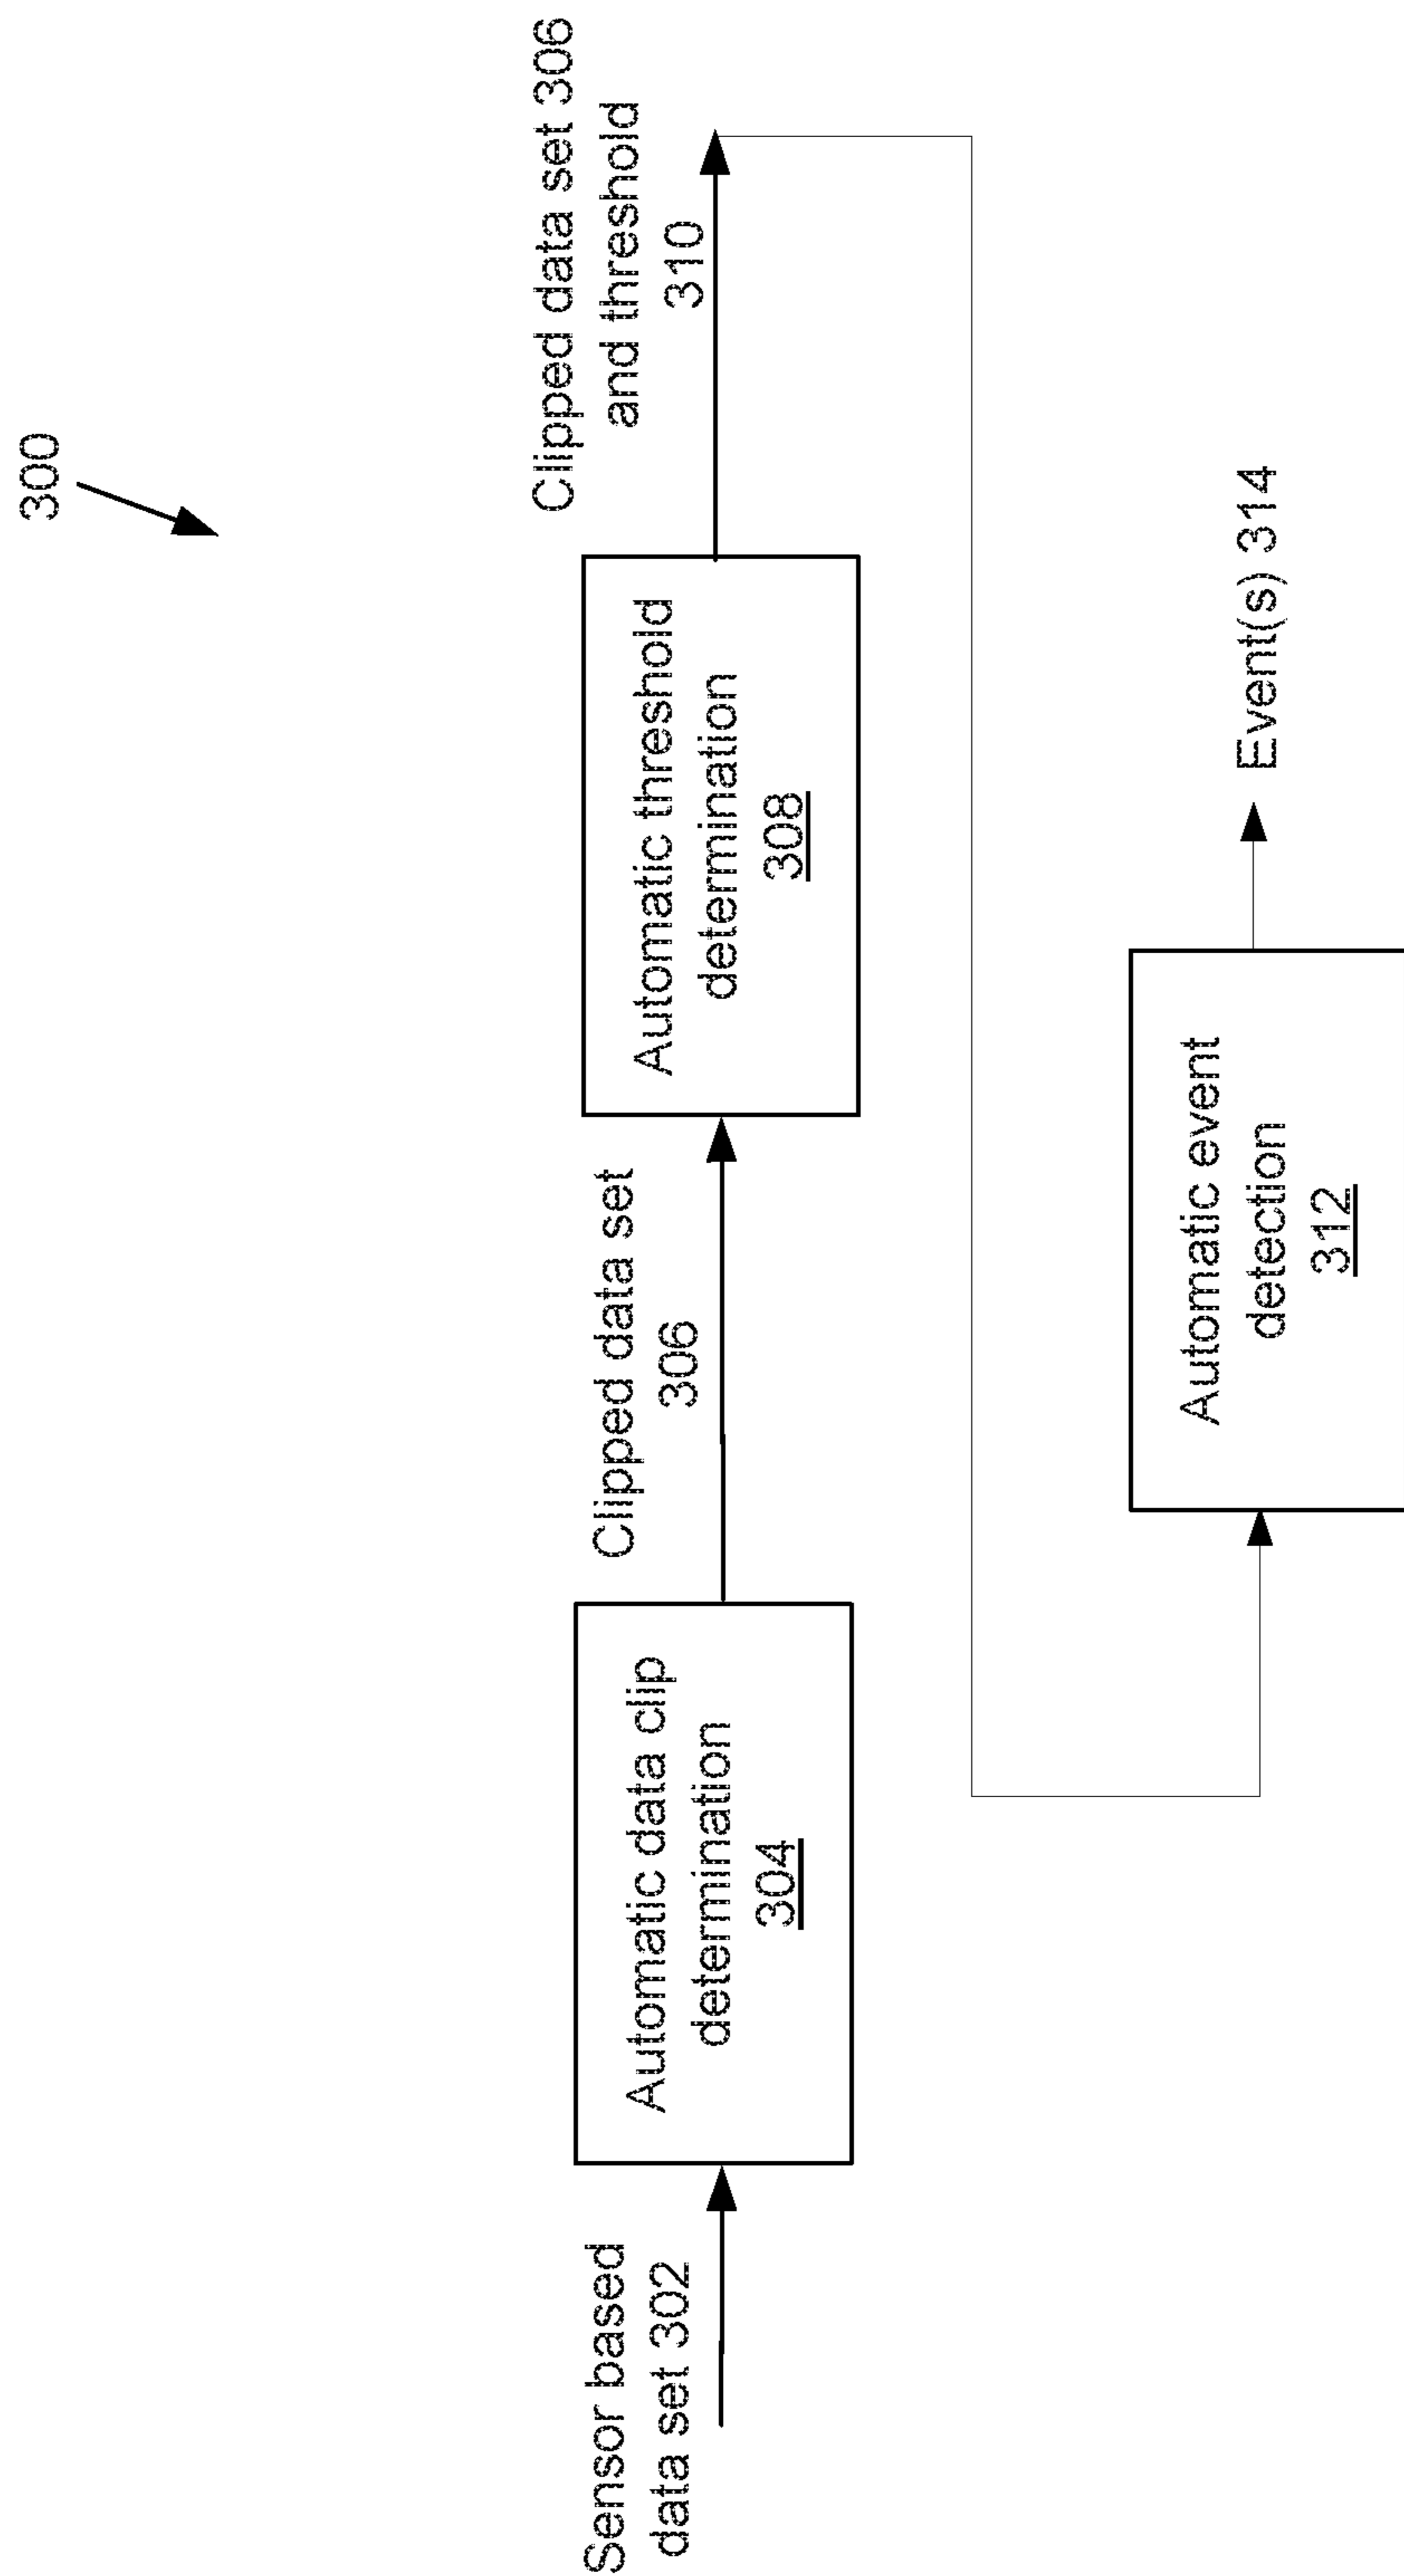 300
Sensor based
data set 302
Automatic data clip
determination
304
Clipped data set
306
Automatic threshold
determination
308
Clipped data set 306
and threshold
310
Automatic event
detection
312
Event(s) 314